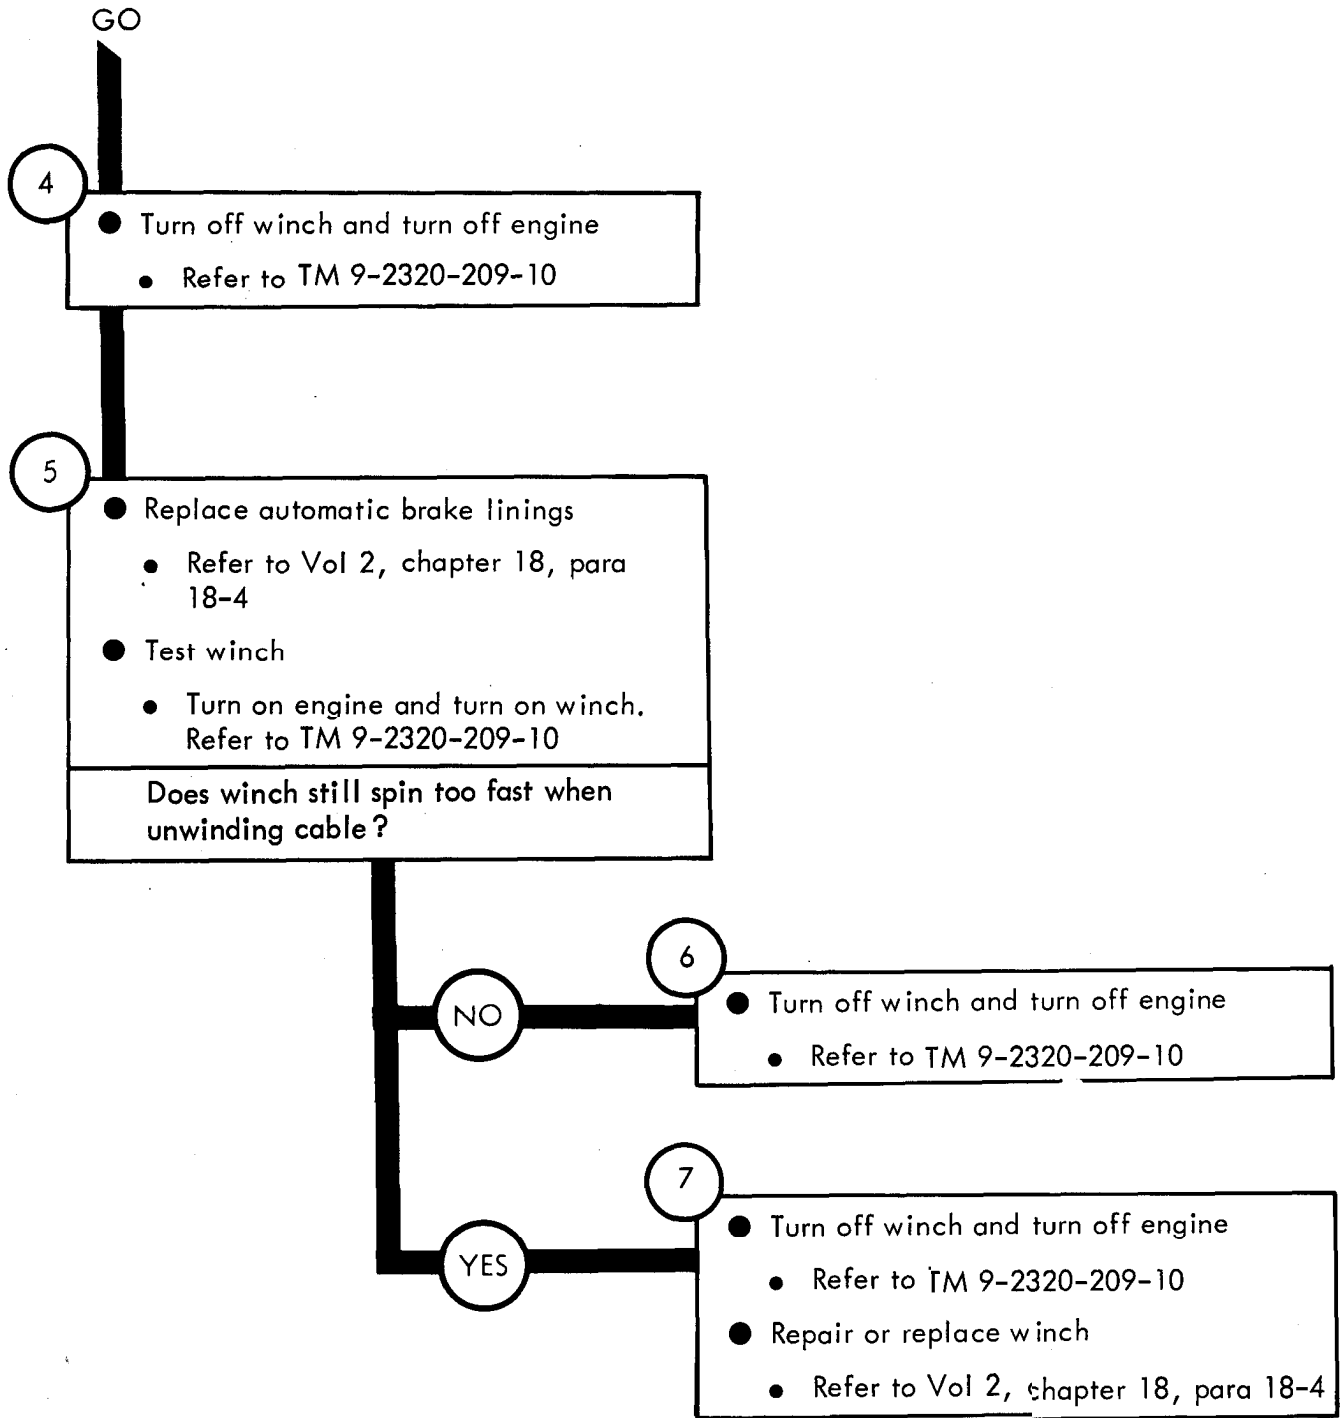 GO
4
● Turn off winch and turn off engine
● Refer to TM 9-2320-209-10
5
● Replace automatic brake linings
● Refer to Vol 2, chapter 18, para
18-4
● Test winch
● Turn on engine and turn on winch.
Refer to TM 9-2320-209-10
Does winch still spin too fast when
unwinding cable?
NO
6
● Turn off winch and turn off engine
● Refer to TM 9-2320-209-10
YES
7
● Turn off winch and turn off engine
● Refer to TM 9-2320-209-10
● Repair or replace winch
● Refer to Vol 2, chapter 18, para 18-4